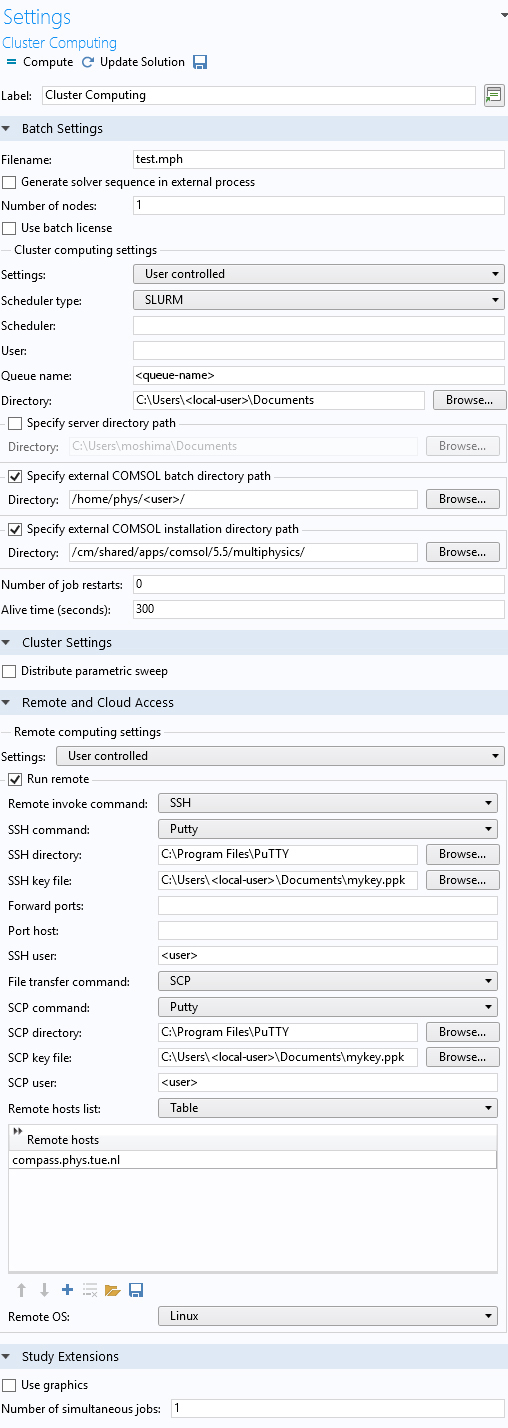 Settings
Cluster Computing
Compute Update Solution
Label: Cluster Computing
Batch Settings
Filename: test.mph
Generate solver sequence in external process
Number of nodes: 1
Use batch license
Cluster computing settings
Settings: User controlled
Scheduler type: SLURM
Scheduler:
User:
Queue name: <queue-name>
Directory: C:\Users\<local-user>\Documents Browse...
Specify server directory path
Directory: C:\Users\moshima\Documents Browse...
Specify external COMSOL batch directory path
Directory: /home/phys/<user>/ Browse...
Specify external COMSOL installation directory path
Directory: /cm/shared/apps/comsol/5.5/multiphysics/ Browse...
Number of job restarts: 0
Alive time (seconds): 300
Cluster Settings
Distribute parametric sweep
Remote and Cloud Access
Remote computing settings
Settings: User controlled
Run remote
Remote invoke command: SSH
SSH command: Putty
SSH directory: C:\Program Files\PuTTY Browse...
SSH key file: C:\Users\<local-user>\Documents\mykey.ppk Browse...
Forward ports:
Port host:
SSH user: <user>
File transfer command: SCP
SCP command: Putty
SCP directory: C:\Program Files\PuTTY Browse...
SCP key file: C:\Users\<local-user>\Documents\mykey.ppk Browse...
SCP user: <user>
Remote hosts list: Table
Remote hosts
compass.phys.tue.nl
Remote OS: Linux
Study Extensions
Use graphics
Number of simultaneous jobs: 1